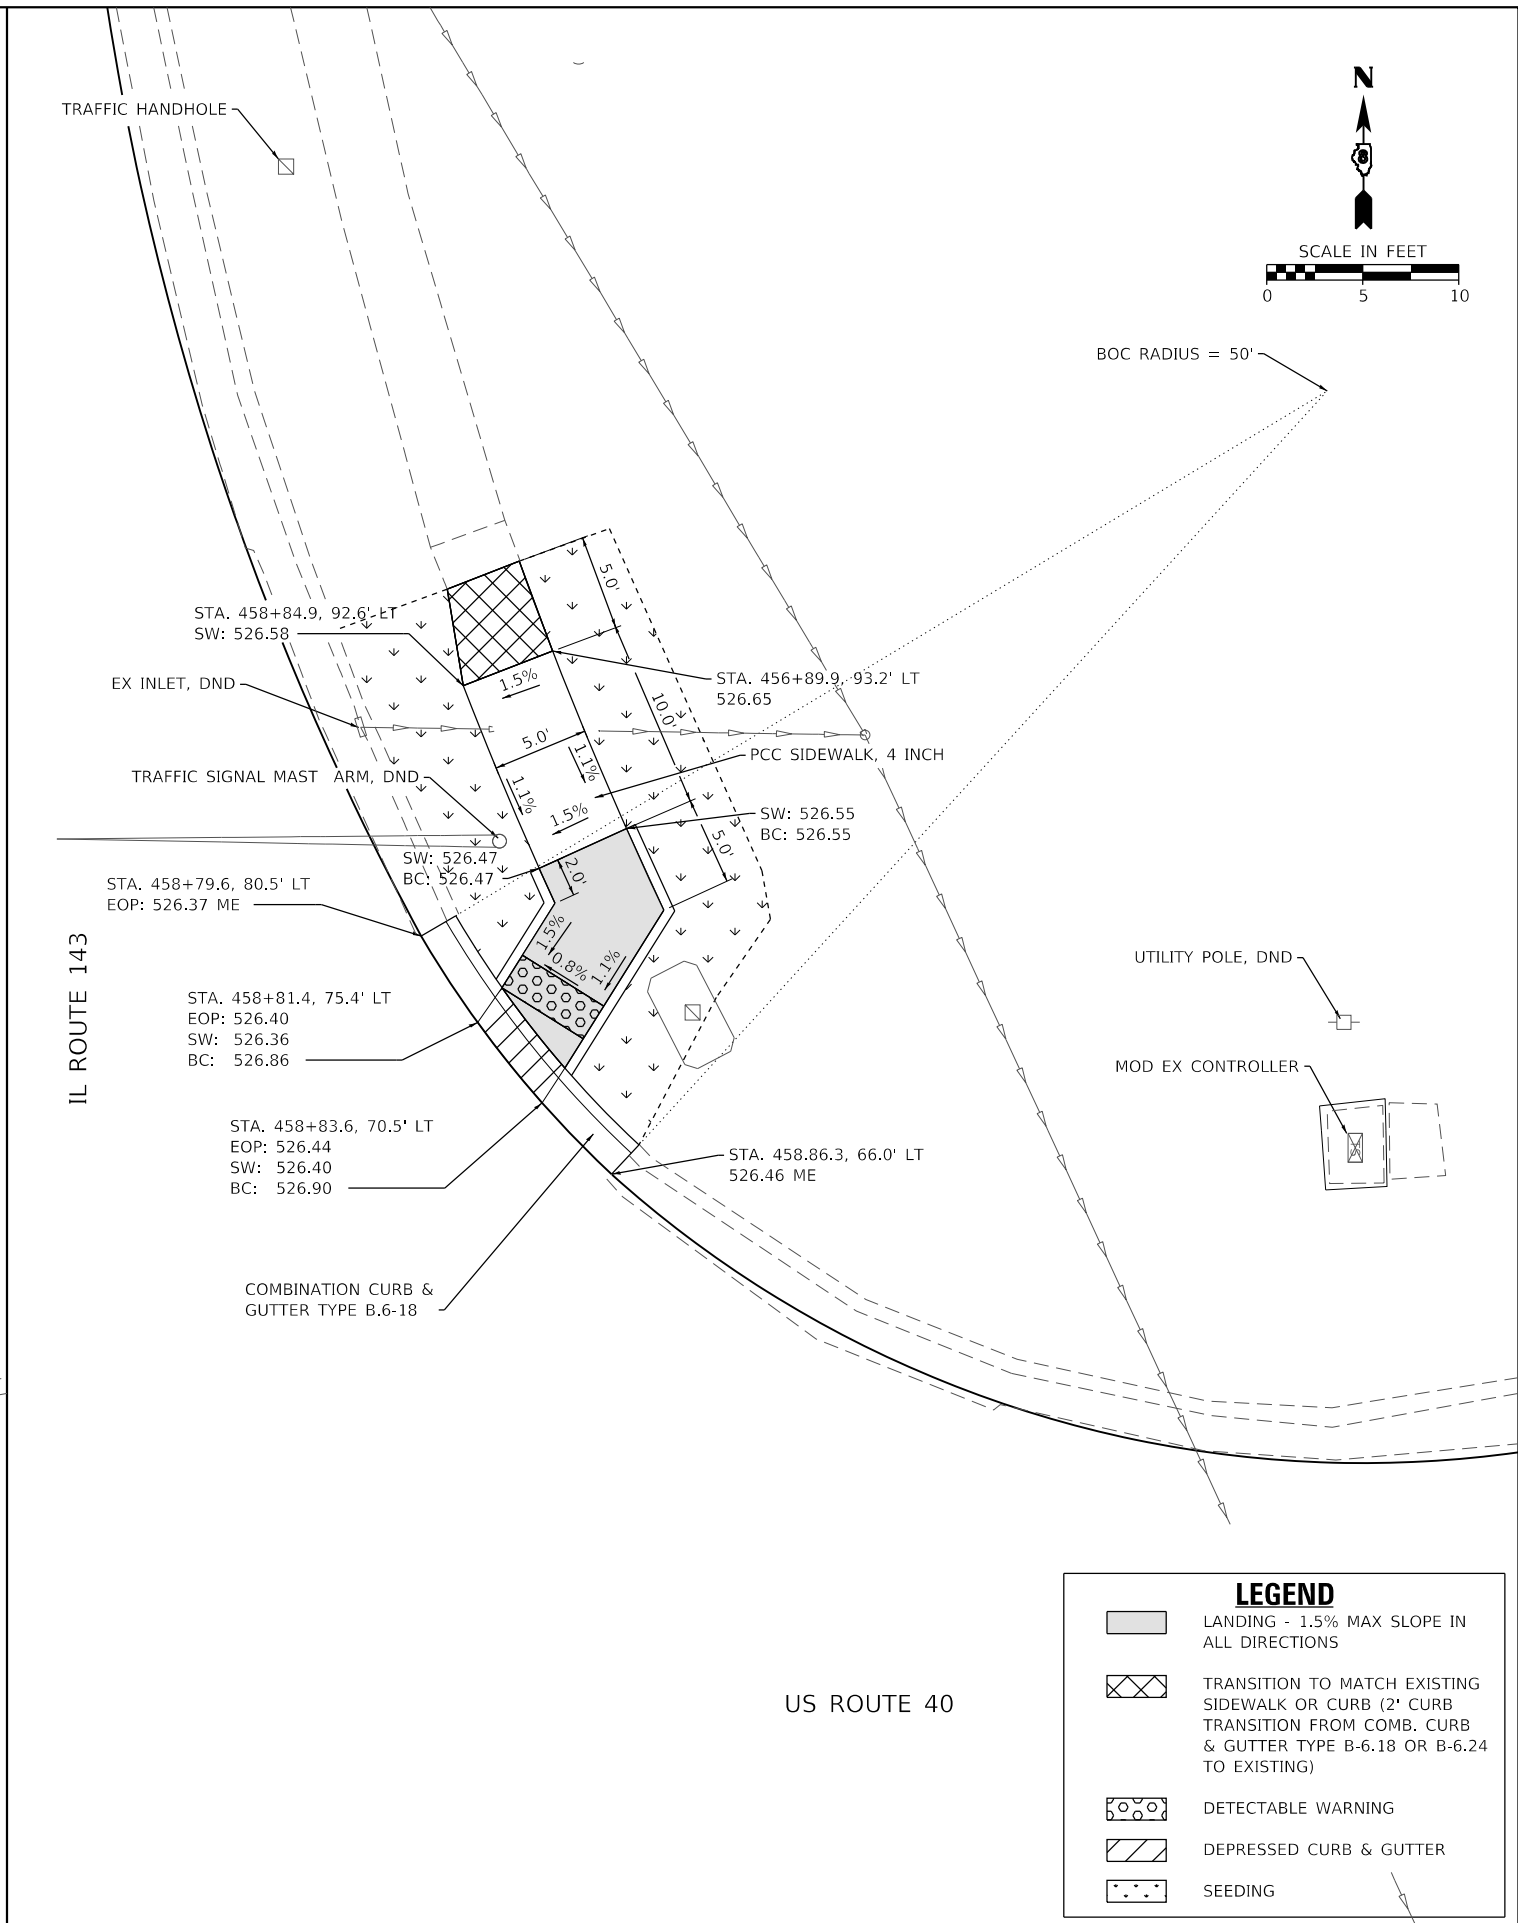 N
8
SCALE IN FEET
0 5 10
TRAFFIC HANDHOLE
BOC RADIUS = 50'
5.0'
STA. 458+84.9, 92.6' LT
SW: 526.58
EX INLET, DND
1.5%
STA. 456+89.9, 93.2' LT
526.65
10.0'
5.0'
1.1%
PCC SIDEWALK, 4 INCH
TRAFFIC SIGNAL MAST ARM, DND
1.1%
1.5%
SW: 526.55
BC: 526.55
5.0'
SW: 526.47
BC: 526.47
2.0'
STA. 458+79.6, 80.5' LT
EOP: 526.37 ME
1.5%
0.8%
1.1%
IL ROUTE 143
UTILITY POLE, DND
STA. 458+81.4, 75.4' LT
EOP: 526.40
SW: 526.36
BC: 526.86
MOD EX CONTROLLER
STA. 458+83.6, 70.5' LT
EOP: 526.44
SW: 526.40
BC: 526.90
STA. 458.86.3, 66.0' LT
526.46 ME
COMBINATION CURB &
GUTTER TYPE B.6-18
US ROUTE 40
LEGEND
LANDING - 1.5% MAX SLOPE IN
ALL DIRECTIONS
TRANSITION TO MATCH EXISTING
SIDEWALK OR CURB (2' CURB
TRANSITION FROM COMB. CURB
& GUTTER TYPE B-6.18 OR B-6.24
TO EXISTING)
DETECTABLE WARNING
DEPRESSED CURB & GUTTER
SEEDING